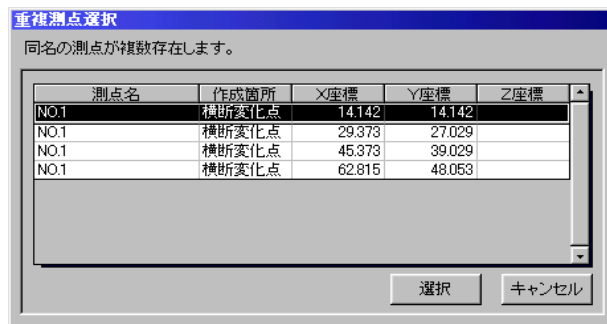 重複測点選択
同名の測点が複数存在します。
測点名 作成箇所 X座標 Y座標 Z座標
NO.1 横断変化点 14.142 14.142
NO.1 横断変化点 29.373 27.029
NO.1 横断変化点 45.373 39.029
NO.1 横断変化点 62.815 48.053
選択 キャンセル